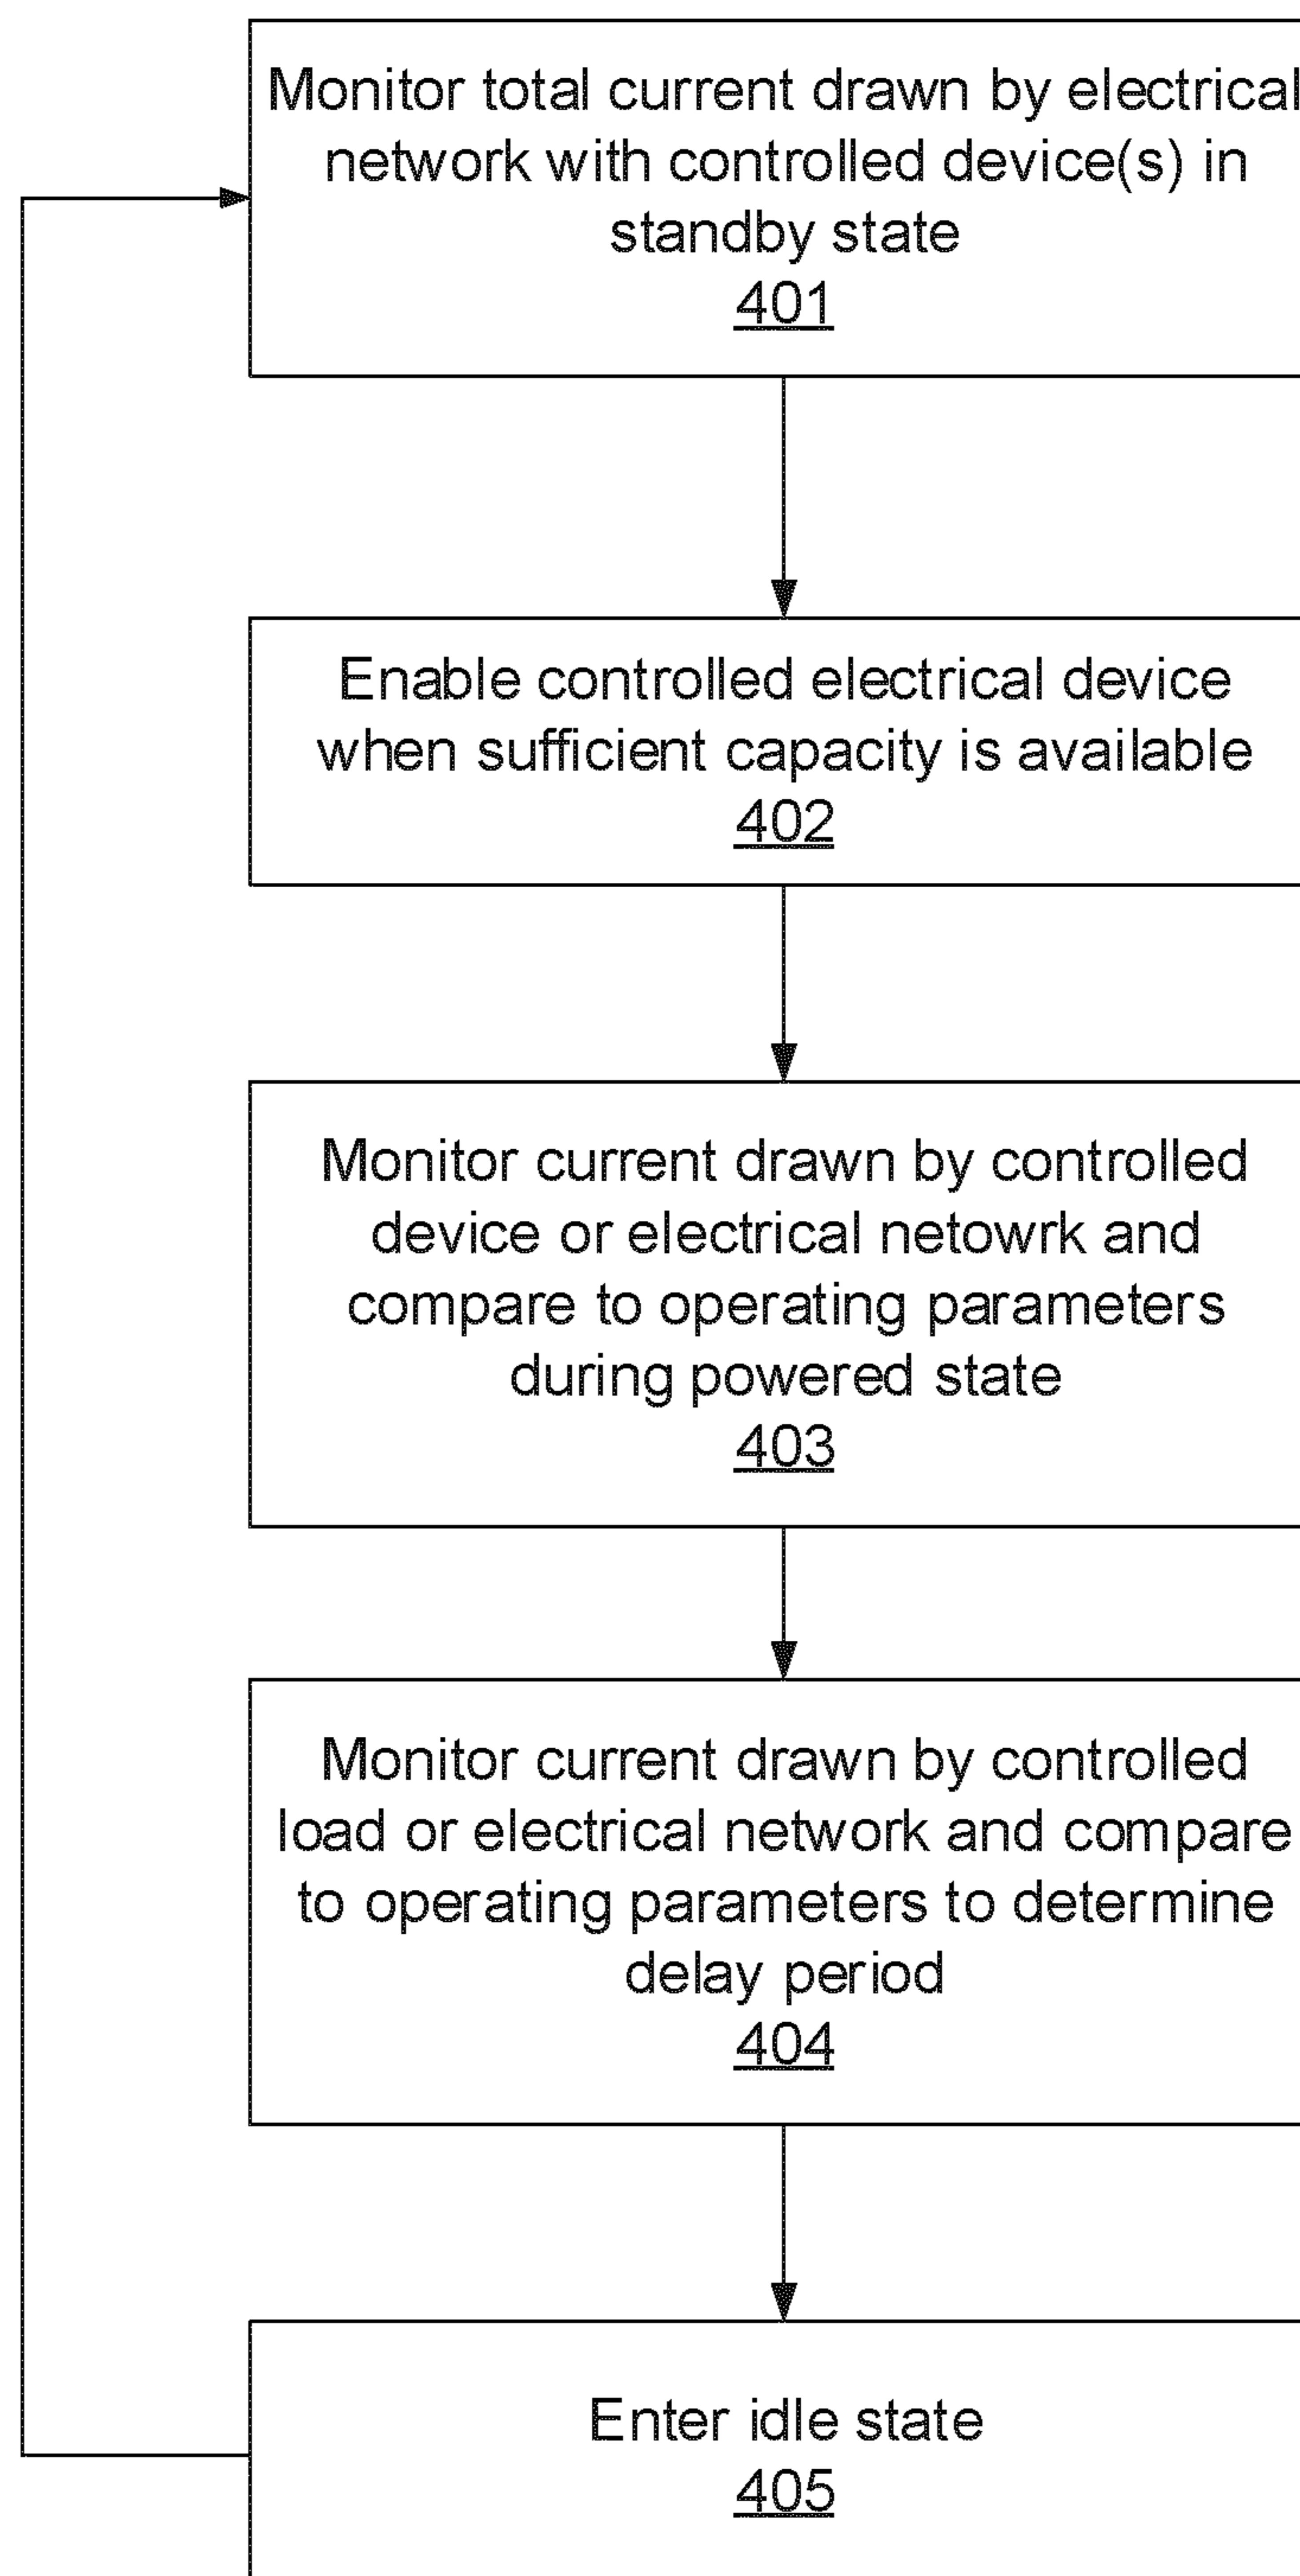 Monitor total current drawn by electrical
network with controlled device(s) in
standby state
401
Enable controlled electrical device
when sufficient capacity is available
402
Monitor current drawn by controlled
device or electrical netowrk and
compare to operating parameters
during powered state
403
Monitor current drawn by controlled
load or electrical network and compare
to operating parameters to determine
delay period
404
Enter idle state
405